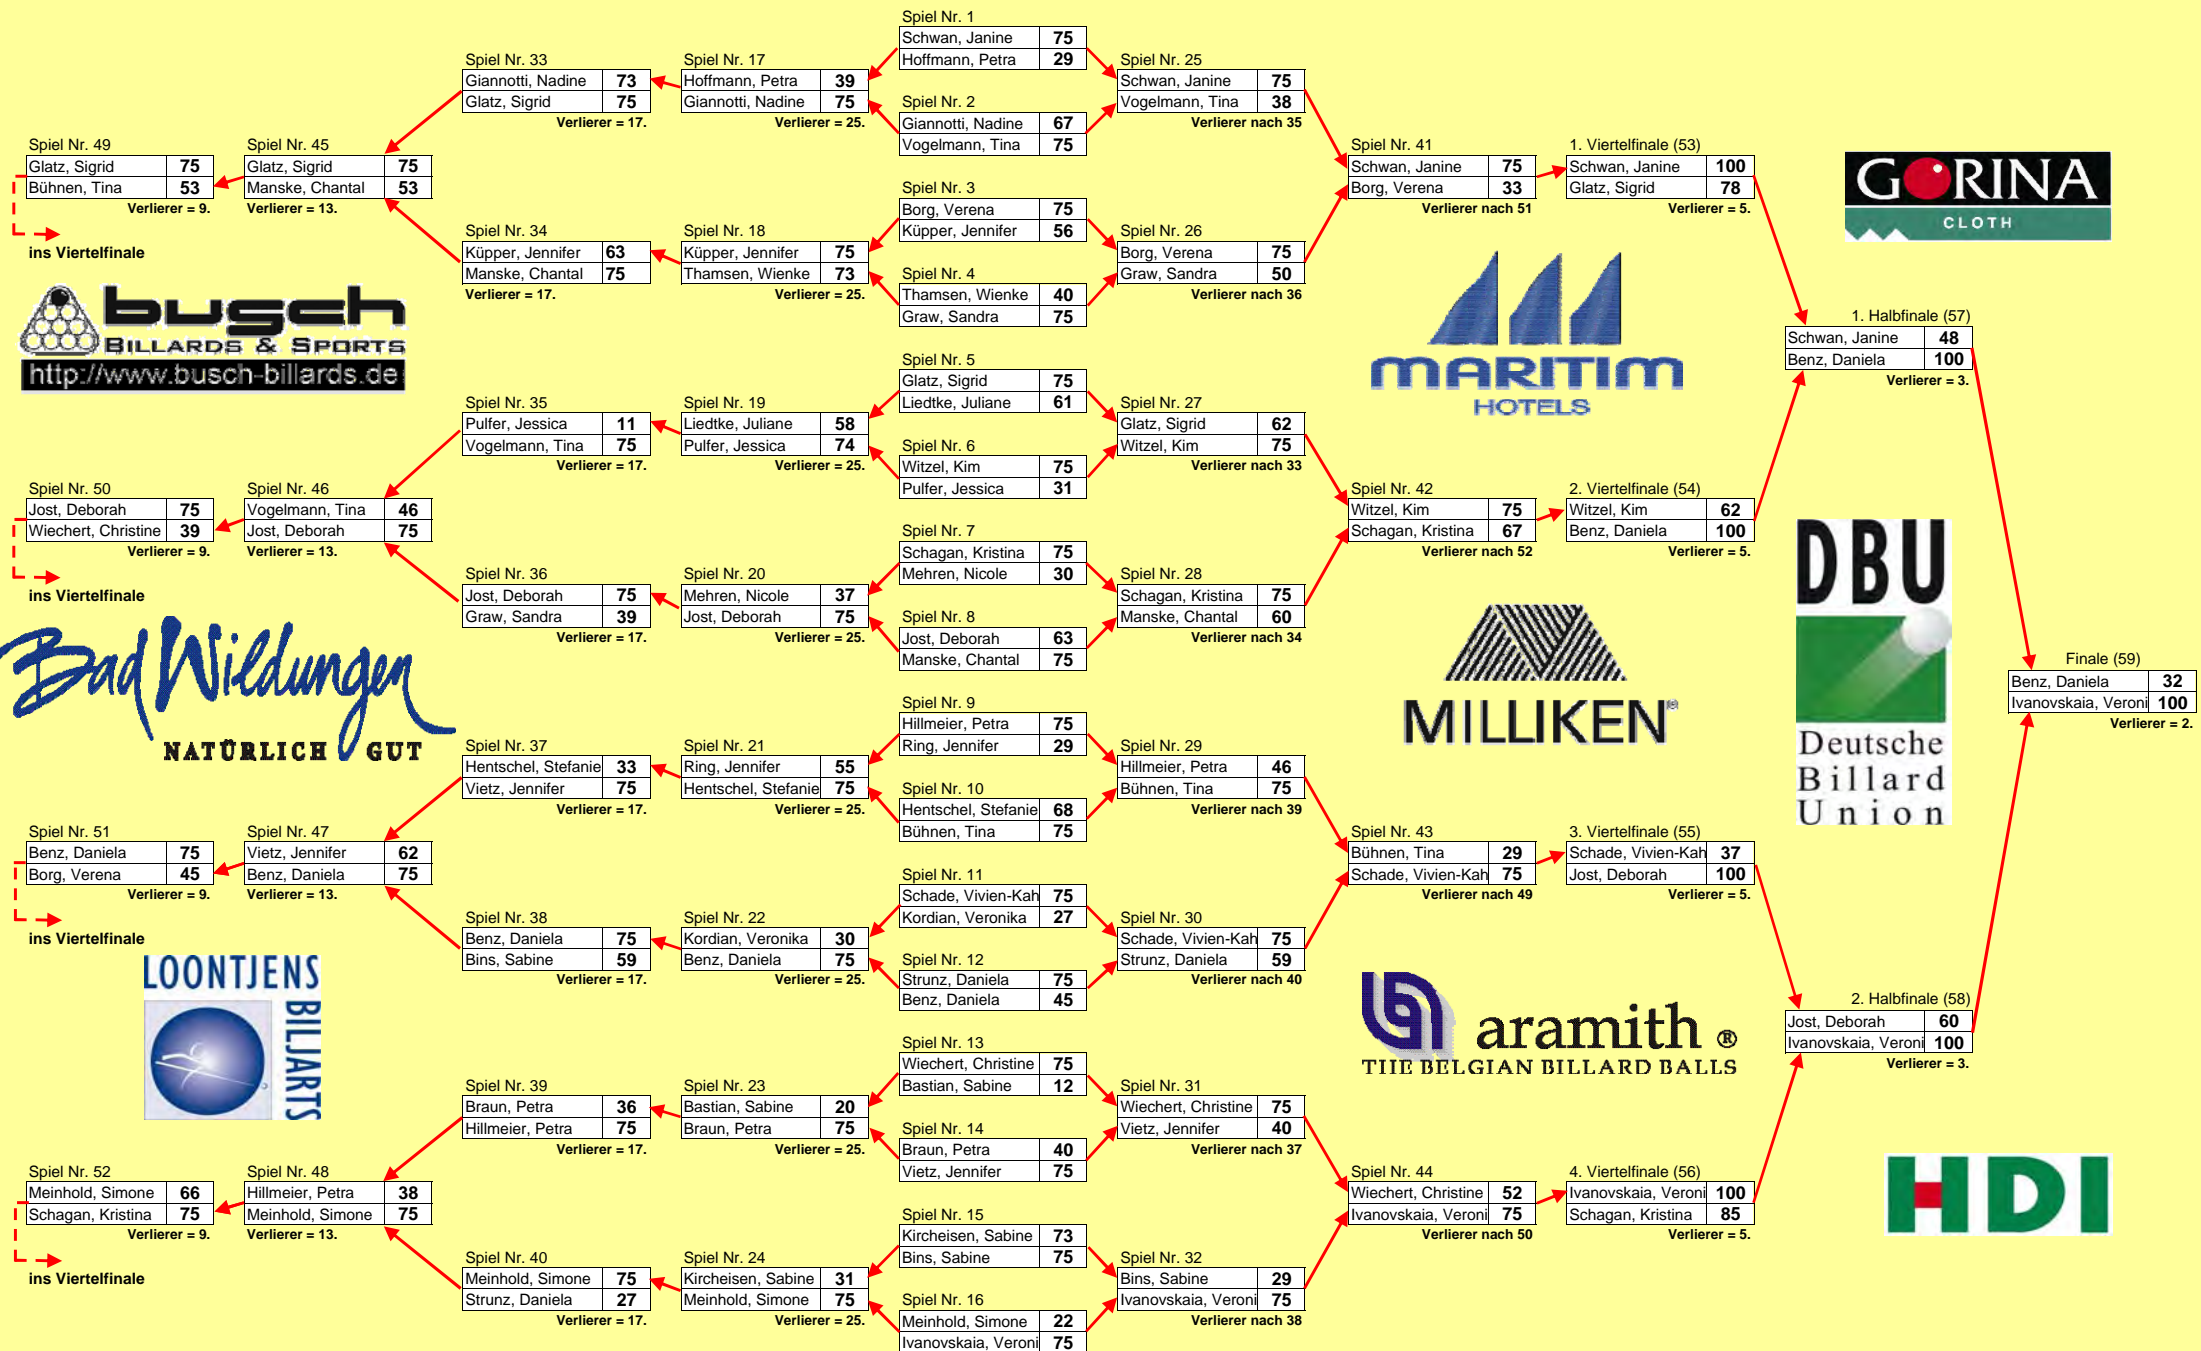 Spiel Nr. 49
Glatz, Sigrid 75
Bühnen, Tina 53
Verlierer = 9.
ins Viertelfinale
busch
BILLARDS & SPORTS
http://www.busch-billards.de
Spiel Nr. 50
Jost, Deborah 75
Wiechert, Christine 39
Verlierer = 9.
ins Viertelfinale
Bad Wildungen
NATÜRLICH GUT
Spiel Nr. 51
Benz, Daniela 75
Borg, Verena 45
Verlierer = 9.
ins Viertelfinale
LOONTJENS
BILJARTS
Spiel Nr. 52
Meinhold, Simone 66
Schagan, Kristina 75
Verlierer = 9.
ins Viertelfinale
Spiel Nr. 45
Glatz, Sigrid 75
Manske, Chantal 53
Verlierer = 13.
Spiel Nr. 46
Vogelmann, Tina 46
Jost, Deborah 75
Verlierer = 13.
Spiel Nr. 47
Vietz, Jennifer 62
Benz, Daniela 75
Verlierer = 13.
Spiel Nr. 48
Hillmeier, Petra 38
Meinhold, Simone 75
Verlierer = 13.
Spiel Nr. 33
Giannotti, Nadine 73
Glatz, Sigrid 75
Verlierer = 17.
Spiel Nr. 34
Küpper, Jennifer 63
Manske, Chantal 75
Verlierer = 17.
Spiel Nr. 35
Pulfer, Jessica 11
Vogelmann, Tina 75
Verlierer = 17.
Spiel Nr. 36
Jost, Deborah 75
Graw, Sandra 39
Verlierer = 17.
Spiel Nr. 37
Hentschel, Stefanie 33
Vietz, Jennifer 75
Verlierer = 17.
Spiel Nr. 38
Benz, Daniela 75
Bins, Sabine 59
Verlierer = 17.
Spiel Nr. 39
Braun, Petra 36
Hillmeier, Petra 75
Verlierer = 17.
Spiel Nr. 40
Meinhold, Simone 75
Strunz, Daniela 27
Verlierer = 17.
Spiel Nr. 17
Hoffmann, Petra 39
Giannotti, Nadine 75
Verlierer = 25.
Spiel Nr. 18
Küpper, Jennifer 75
Thamsen, Wienke 73
Verlierer = 25.
Spiel Nr. 19
Liedtke, Juliane 58
Pulfer, Jessica 74
Verlierer = 25.
Spiel Nr. 20
Mehren, Nicole 37
Jost, Deborah 75
Verlierer = 25.
Spiel Nr. 21
Ring, Jennifer 55
Hentschel, Stefanie 75
Verlierer = 25.
Spiel Nr. 22
Kordian, Veronika 30
Benz, Daniela 75
Verlierer = 25.
Spiel Nr. 23
Bastian, Sabine 20
Braun, Petra 75
Verlierer = 25.
Spiel Nr. 24
Kircheisen, Sabine 31
Meinhold, Simone 75
Verlierer = 25.
Spiel Nr. 1
Schwan, Janine 75
Hoffmann, Petra 29
Spiel Nr. 2
Giannotti, Nadine 67
Vogelmann, Tina 75
Spiel Nr. 3
Borg, Verena 75
Küpper, Jennifer 56
Spiel Nr. 4
Thamsen, Wienke 40
Graw, Sandra 75
Spiel Nr. 5
Glatz, Sigrid 75
Liedtke, Juliane 61
Spiel Nr. 6
Witzel, Kim 75
Pulfer, Jessica 31
Spiel Nr. 7
Schagan, Kristina 75
Mehren, Nicole 30
Spiel Nr. 8
Jost, Deborah 63
Manske, Chantal 75
Spiel Nr. 9
Hillmeier, Petra 75
Ring, Jennifer 29
Spiel Nr. 10
Hentschel, Stefanie 68
Bühnen, Tina 75
Spiel Nr. 11
Schade, Vivien-Kah 75
Kordian, Veronika 27
Spiel Nr. 12
Strunz, Daniela 75
Benz, Daniela 45
Spiel Nr. 13
Wiechert, Christine 75
Bastian, Sabine 12
Spiel Nr. 14
Braun, Petra 40
Vietz, Jennifer 75
Spiel Nr. 15
Kircheisen, Sabine 73
Bins, Sabine 75
Spiel Nr. 16
Meinhold, Simone 22
Ivanovskaia, Veroni 75
Spiel Nr. 25
Schwan, Janine 75
Vogelmann, Tina 38
Verlierer nach 35
Spiel Nr. 26
Borg, Verena 75
Graw, Sandra 50
Verlierer nach 36
Spiel Nr. 27
Glatz, Sigrid 62
Witzel, Kim 75
Verlierer nach 33
Spiel Nr. 28
Schagan, Kristina 75
Manske, Chantal 60
Verlierer nach 34
Spiel Nr. 29
Hillmeier, Petra 46
Bühnen, Tina 75
Verlierer nach 39
Spiel Nr. 30
Schade, Vivien-Kah 75
Strunz, Daniela 59
Verlierer nach 40
Spiel Nr. 31
Wiechert, Christine 75
Vietz, Jennifer 40
Verlierer nach 37
Spiel Nr. 32
Bins, Sabine 29
Ivanovskaia, Veroni 75
Verlierer nach 38
Spiel Nr. 41
Schwan, Janine 75
Borg, Verena 33
Verlierer nach 51
MARITIM
HOTELS
Spiel Nr. 42
Witzel, Kim 75
Schagan, Kristina 67
Verlierer nach 52
MILLIKEN®
Spiel Nr. 43
Bühnen, Tina 29
Schade, Vivien-Kah 75
Verlierer nach 49
aramith ®
THE BELGIAN BILLARD BALLS
Spiel Nr. 44
Wiechert, Christine 52
Ivanovskaia, Veroni 75
Verlierer nach 50
1. Viertelfinale (53)
Schwan, Janine 100
Glatz, Sigrid 78
Verlierer = 5.
2. Viertelfinale (54)
Witzel, Kim 62
Benz, Daniela 100
Verlierer = 5.
3. Viertelfinale (55)
Schade, Vivien-Kah 37
Jost, Deborah 100
Verlierer = 5.
4. Viertelfinale (56)
Ivanovskaia, Veroni 100
Schagan, Kristina 85
Verlierer = 5.
GORINA
CLOTH
1. Halbfinale (57)
Schwan, Janine 48
Benz, Daniela 100
Verlierer = 3.
DBU
Deutsche
Billard
Union
2. Halbfinale (58)
Jost, Deborah 60
Ivanovskaia, Veroni 100
Verlierer = 3.
HDI
Finale (59)
Benz, Daniela 32
Ivanovskaia, Veroni 100
Verlierer = 2.